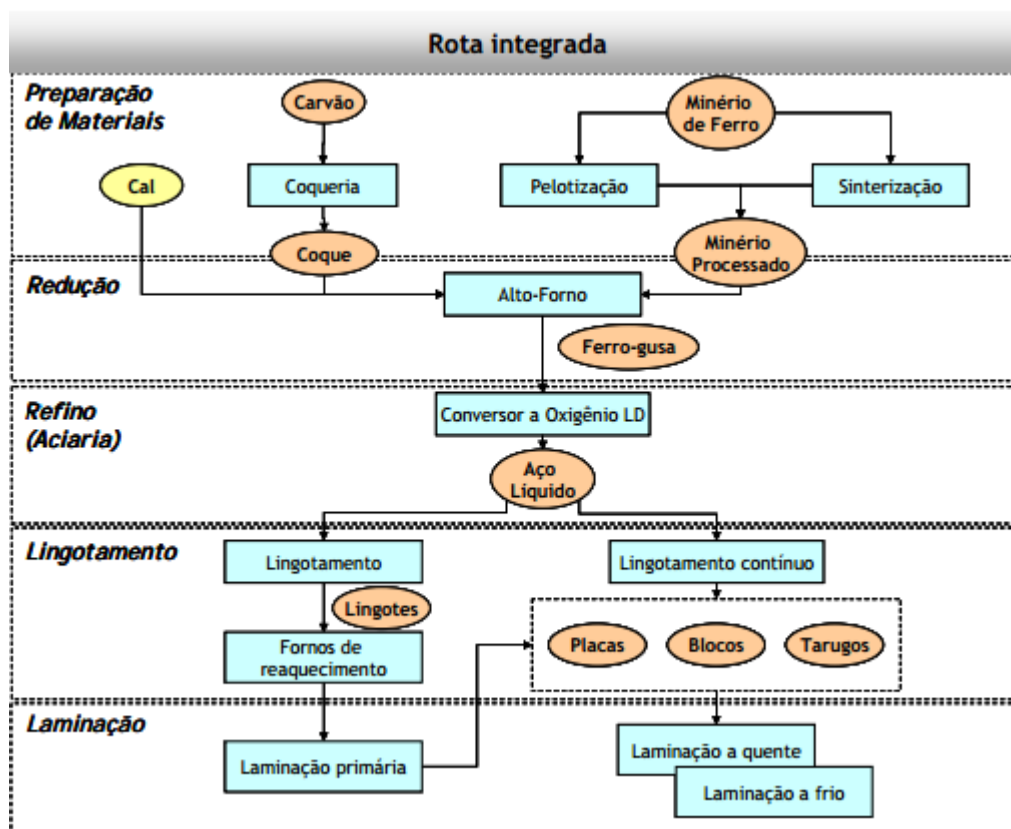 Rota integrada
Preparação
de Materiais
Carvão
Minério
de Ferro
Cal
Coqueria
Pelotização
Sinterização
Coque
Minério
Processado
Redução
Alto-Forno
Ferro-gusa
Refino
(Aciaria)
Conversor a Oxigênio LD
Aço
Líquido
Lingotamento
Lingotamento
Lingotamento contínuo
Lingotes
Fornos de
reaquecimento
Placas
Blocos
Tarugos
Laminação
Laminação primária
Laminação a quente
Laminação a frio